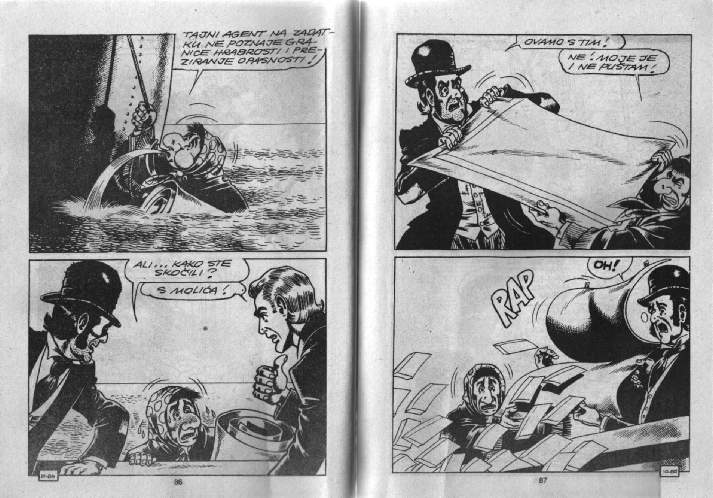 TAJNI AGENT NA ZADAT-
KU NE POZNAJE GRA-
NICE HRABROSTI I PRE-
ZIRANJE OPASNOSTI!
ALI... KAKO STE
SKOČILI?
S MOLIĆA!
86
OVAMO S TIM!
NE! MOJE JE
I NE PUŠTAM!
RAP
OH!
87